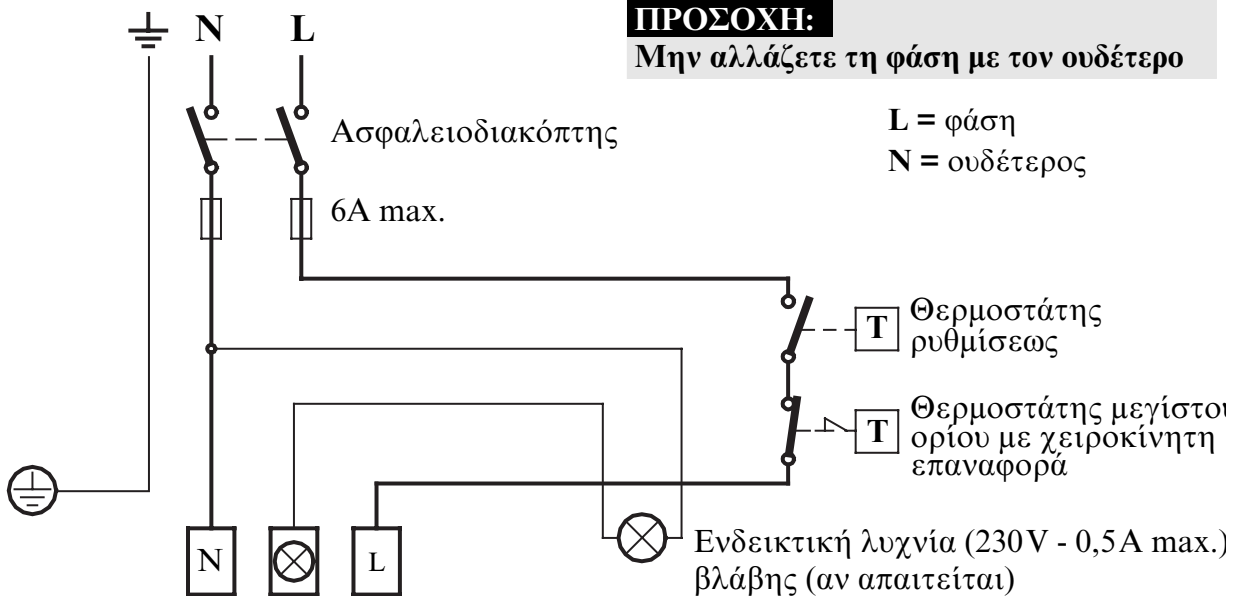 N L
ΠΡΟΣΟΧΗ:
Μην αλλάζετε τη φάση με τον ουδέτερο
L = φάση
N = ουδέτερος
Ασφαλειοδιακόπτης
6A max.
T
Θερμοστάτης
ρυθμίσεως
T
Θερμοστάτης μεγίστου
ορίου με χειροκίνητη
επαναφορά
N
L
Ενδεικτική λυχνία (230V - 0,5A max.)
βλάβης (αν απαιτείται)